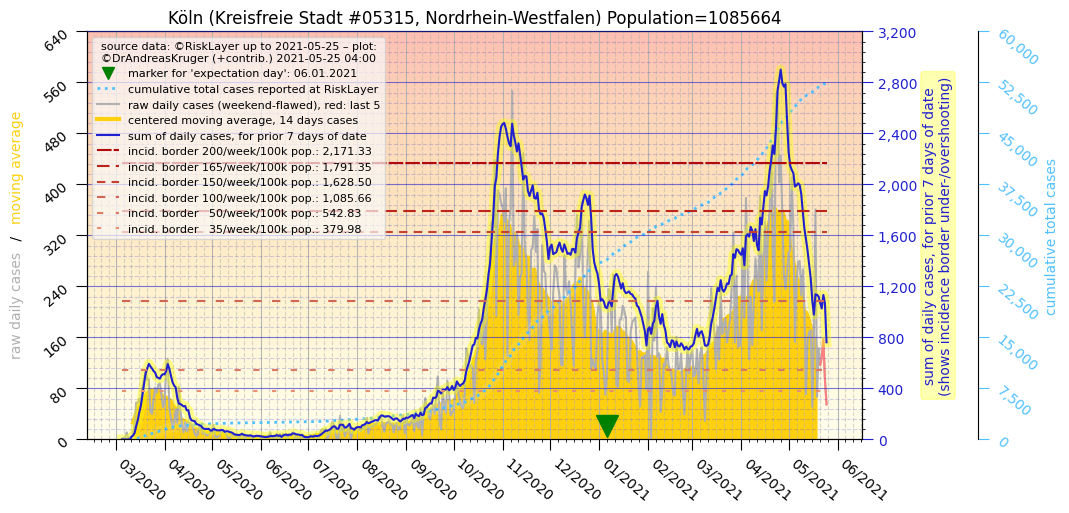 Köln (Kreisfreie Stadt #05315, Nordrhein-Westfalen) Population=1085664
source data: ©RiskLayer up to 2021-05-25 – plot:
©DrAndreasKruger (+contrib.) 2021-05-25 04:00
marker for 'expectation day': 06.01.2021
cumulative total cases reported at RiskLayer
raw daily cases (weekend-flawed), red: last 5
centered moving average, 14 days cases
sum of daily cases, for prior 7 days of date
incid. border 200/week/100k pop.: 2,171.33
incid. border 165/week/100k pop.: 1,791.35
incid. border 150/week/100k pop.: 1,628.50
incid. border 100/week/100k pop.: 1,085.66
incid. border   50/week/100k pop.: 542.83
incid. border   35/week/100k pop.: 379.98
raw daily cases / moving average
640
560
480
400
320
240
160
80
0
3,200
2,800
2,400
2,000
1,600
1,200
800
400
0
sum of daily cases, for prior 7 days of date
(shows incidence border under-/overshooting)
60,000
52,500
45,000
37,500
30,000
22,500
15,000
7,500
0
cumulative total cases
03/2020
04/2020
05/2020
06/2020
07/2020
08/2020
09/2020
10/2020
11/2020
12/2020
01/2021
02/2021
03/2021
04/2021
05/2021
06/2021